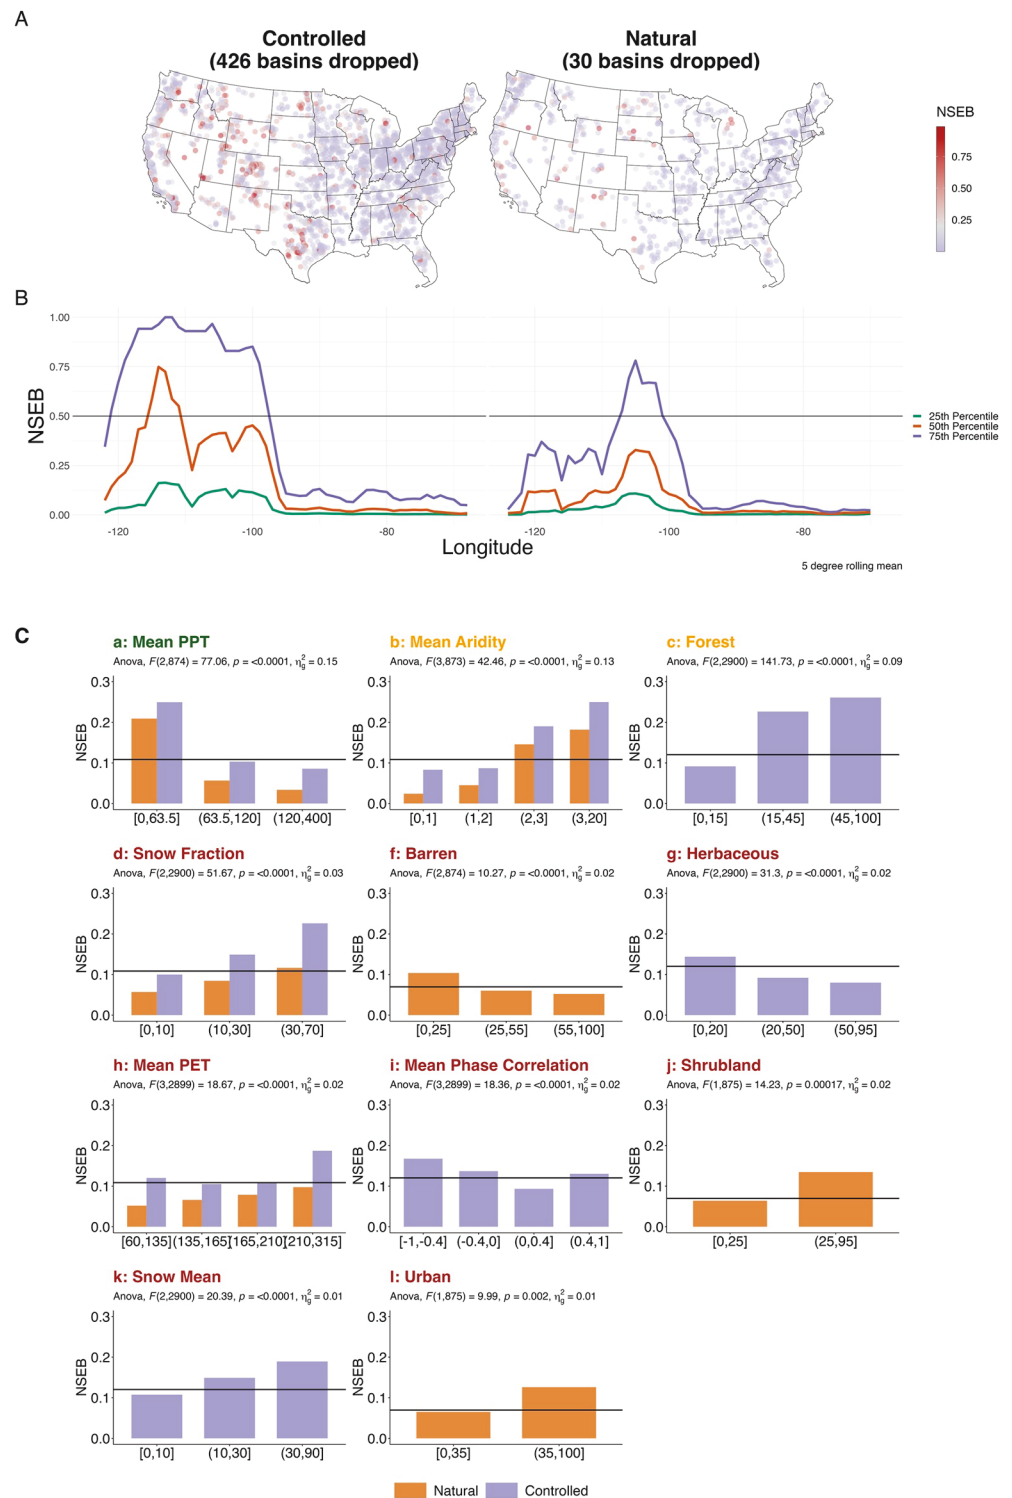 A
Controlled
(426 basins dropped)
Natural
(30 basins dropped)
NSEB
0.75
0.50
0.25
B
NSEB
1.00
0.75
0.50
0.25
0.00
-120
-100
-80
-120
-100
-80
Longitude
25th Percentile
50th Percentile
75th Percentile
5 degree rolling mean
C
a: Mean PPT
Anova, F(2,874) = 77.06, p = <0.0001, η²g = 0.15
NSEB
0.3
0.2
0.1
0.0
[0,63.5]
(63.5,120]
(120,400]
b: Mean Aridity
Anova, F(3,873) = 42.46, p = <0.0001, η²g = 0.13
NSEB
0.3
0.2
0.1
0.0
[0,1]
(1,2]
(2,3]
(3,20]
c: Forest
Anova, F(2,2900) = 141.73, p = <0.0001, η²g = 0.09
NSEB
0.3
0.2
0.1
0.0
[0,15]
(15,45]
(45,100]
d: Snow Fraction
Anova, F(2,2900) = 51.67, p = <0.0001, η²g = 0.03
NSEB
0.3
0.2
0.1
0.0
[0,10]
(10,30]
(30,70]
f: Barren
Anova, F(2,874) = 10.27, p = <0.0001, η²g = 0.02
NSEB
0.3
0.2
0.1
0.0
[0,25]
(25,55]
(55,100]
g: Herbaceous
Anova, F(2,2900) = 31.3, p = <0.0001, η²g = 0.02
NSEB
0.3
0.2
0.1
0.0
[0,20]
(20,50]
(50,95]
h: Mean PET
Anova, F(3,2899) = 18.67, p = <0.0001, η²g = 0.02
NSEB
0.3
0.2
0.1
0.0
[60,135]
(135,165]
(165,210]
(210,315]
i: Mean Phase Correlation
Anova, F(3,2899) = 18.36, p = <0.0001, η²g = 0.02
NSEB
0.3
0.2
0.1
0.0
[-1,-0.4]
(-0.4,0]
(0,0.4]
(0.4,1]
j: Shrubland
Anova, F(1,875) = 14.23, p = 0.00017, η²g = 0.02
NSEB
0.3
0.2
0.1
0.0
[0,25]
(25,95]
k: Snow Mean
Anova, F(2,2900) = 20.39, p = <0.0001, η²g = 0.01
NSEB
0.3
0.2
0.1
0.0
[0,10]
(10,30]
(30,90]
l: Urban
Anova, F(1,875) = 9.99, p = 0.002, η²g = 0.01
NSEB
0.3
0.2
0.1
0.0
[0,35]
(35,100]
Natural
Controlled